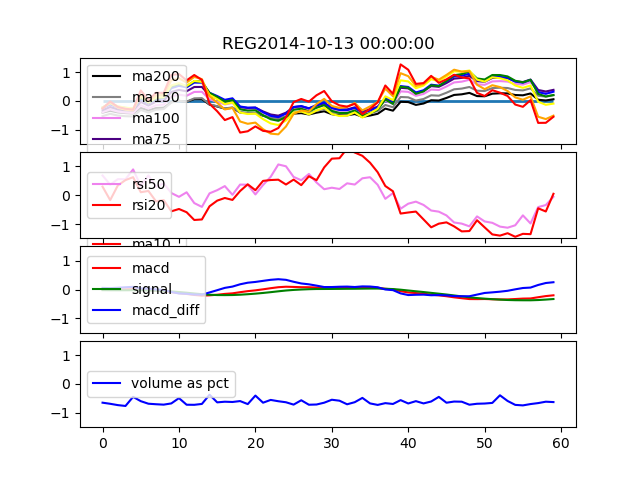 REG2014-10-13 00:00:00
1
0
−1
ma200
ma150
ma100
ma75
1
0
−1
rsi50
rsi20
ma10
1
0
−1
macd
signal
macd_diff
1
0
−1
volume as pct
0 10 20 30 40 50 60